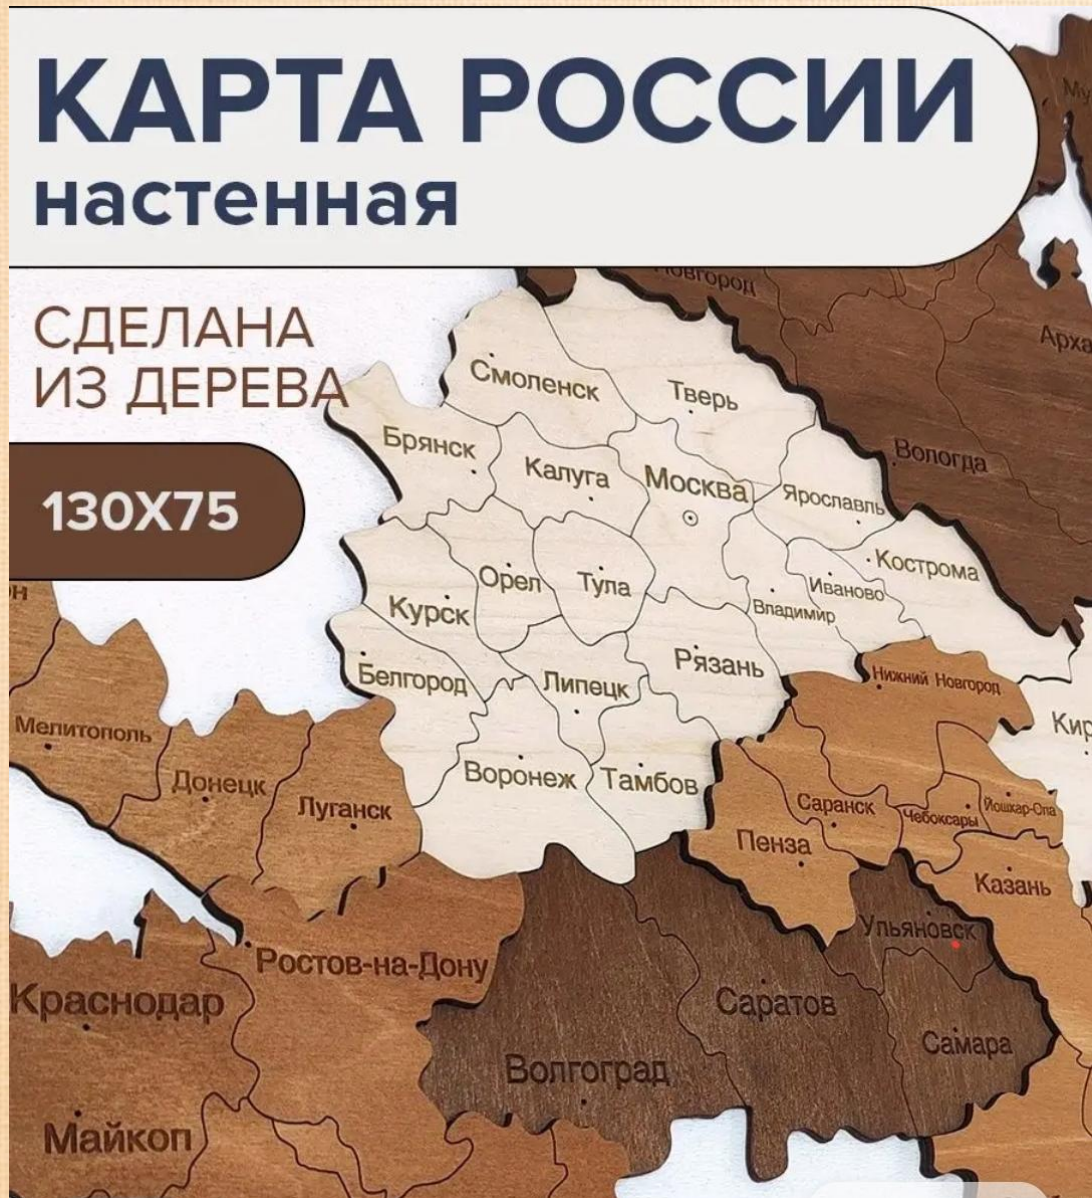 КАРТА РОССИИ
настенная
СДЕЛАНА
ИЗ ДЕРЕВА
130X75
Смоленск
Тверь
Вологда
Брянск
Калуга
Москва
Ярославль
Кострома
Орел
Тула
Иваново
Владимир
Курск
Рязань
Белгород
Липецк
Нижний Новгород
Мелитополь
Донецк
Луганск
Воронеж
Тамбов
Саранск
Чебоксары
Йошкар-Ола
Пенза
Казань
Ульяновск
Ростов-на-Дону
Краснодар
Саратов
Самара
Волгоград
Майкоп